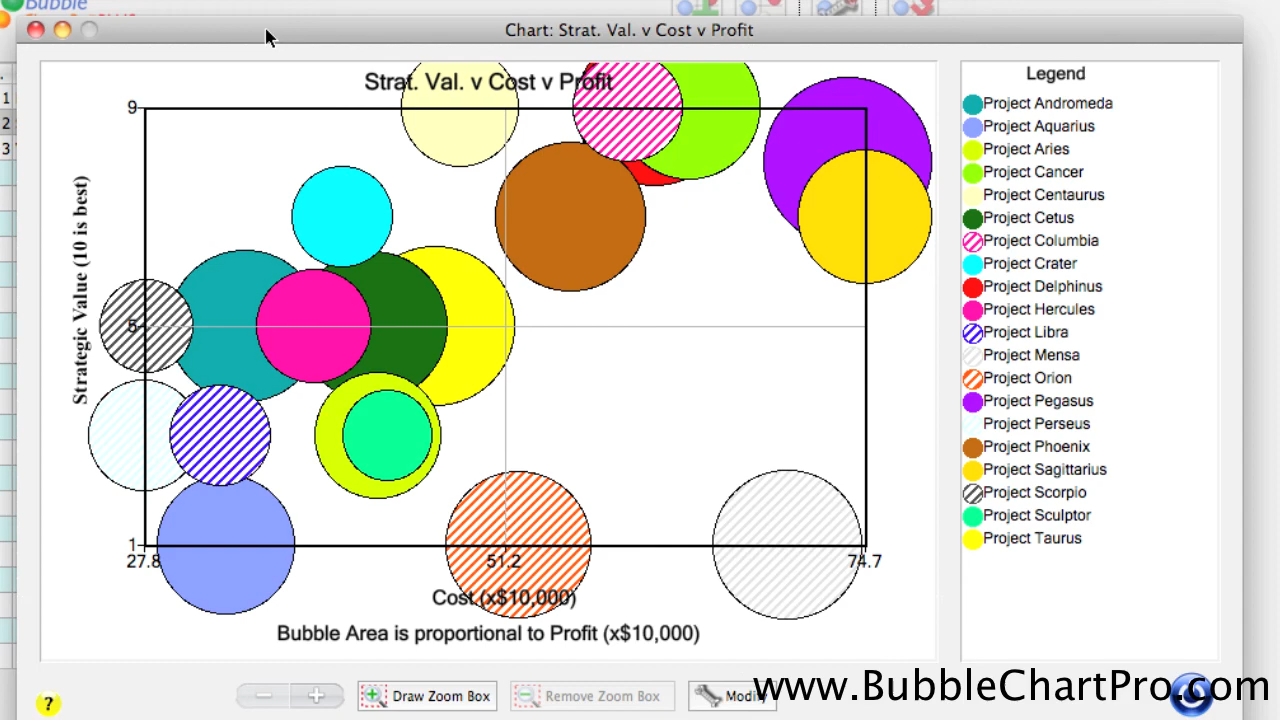 Bubble
Chart: Strat. Val. v Cost v Profit
1
2
3
Strat. Val. v Cost v Profit
Strategic Value (10 is best)
9
5
1
27.8
51.2
74.7
Cost (x$10,000)
Bubble Area is proportional to Profit (x$10,000)
Legend
Project Andromeda
Project Aquarius
Project Aries
Project Cancer
Project Centaurus
Project Cetus
Project Columbia
Project Crater
Project Delphinus
Project Hercules
Project Libra
Project Mensa
Project Orion
Project Pegasus
Project Perseus
Project Phoenix
Project Sagittarius
Project Scorpio
Project Sculptor
Project Taurus
?
Draw Zoom Box
Remove Zoom Box
Modify
www.BubbleChartPro.com